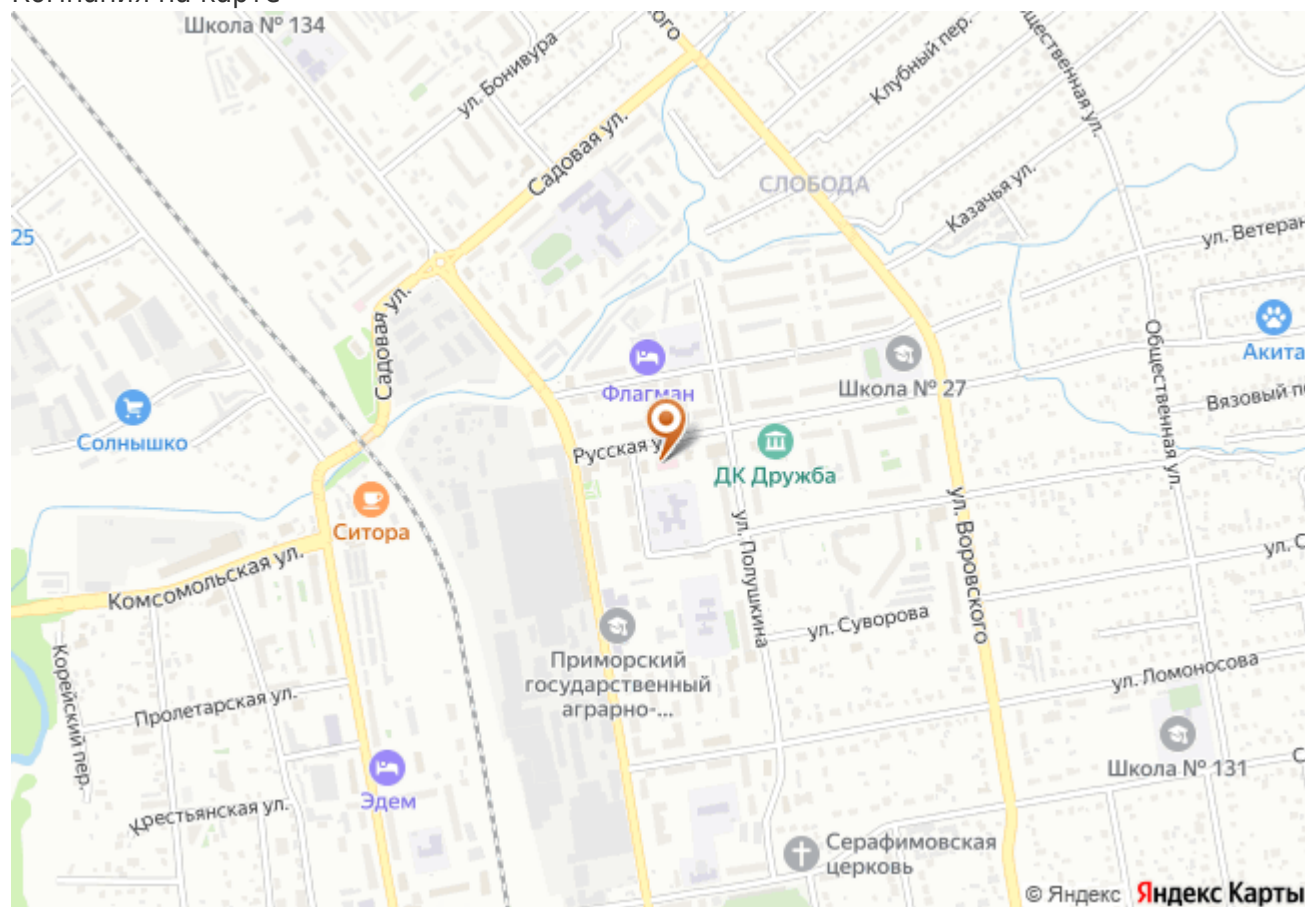 Компания на карте
Школа № 134
ул. Бонивура
Клубный пер.
Садовая ул.
СЛОБОДА
Казачья ул.
ул. Ветеран
25
Садовая ул.
Общественная ул.
Акита
Флагман
Школа № 27
Вязовый п
Солнышко
Русская у
ДК Дружба
Ситора
ул. Полушкина
ул. Воровского
ул. С
Комсомольская ул.
ул. Суворова
Приморский
государственный
аграрно-...
ул. Ломоносова
Корейский пер.
Пролетарская ул.
Школа № 131
С
Эдем
Крестьянская ул.
Серафимовская
церковь
© Яндекс Яндекс Карты